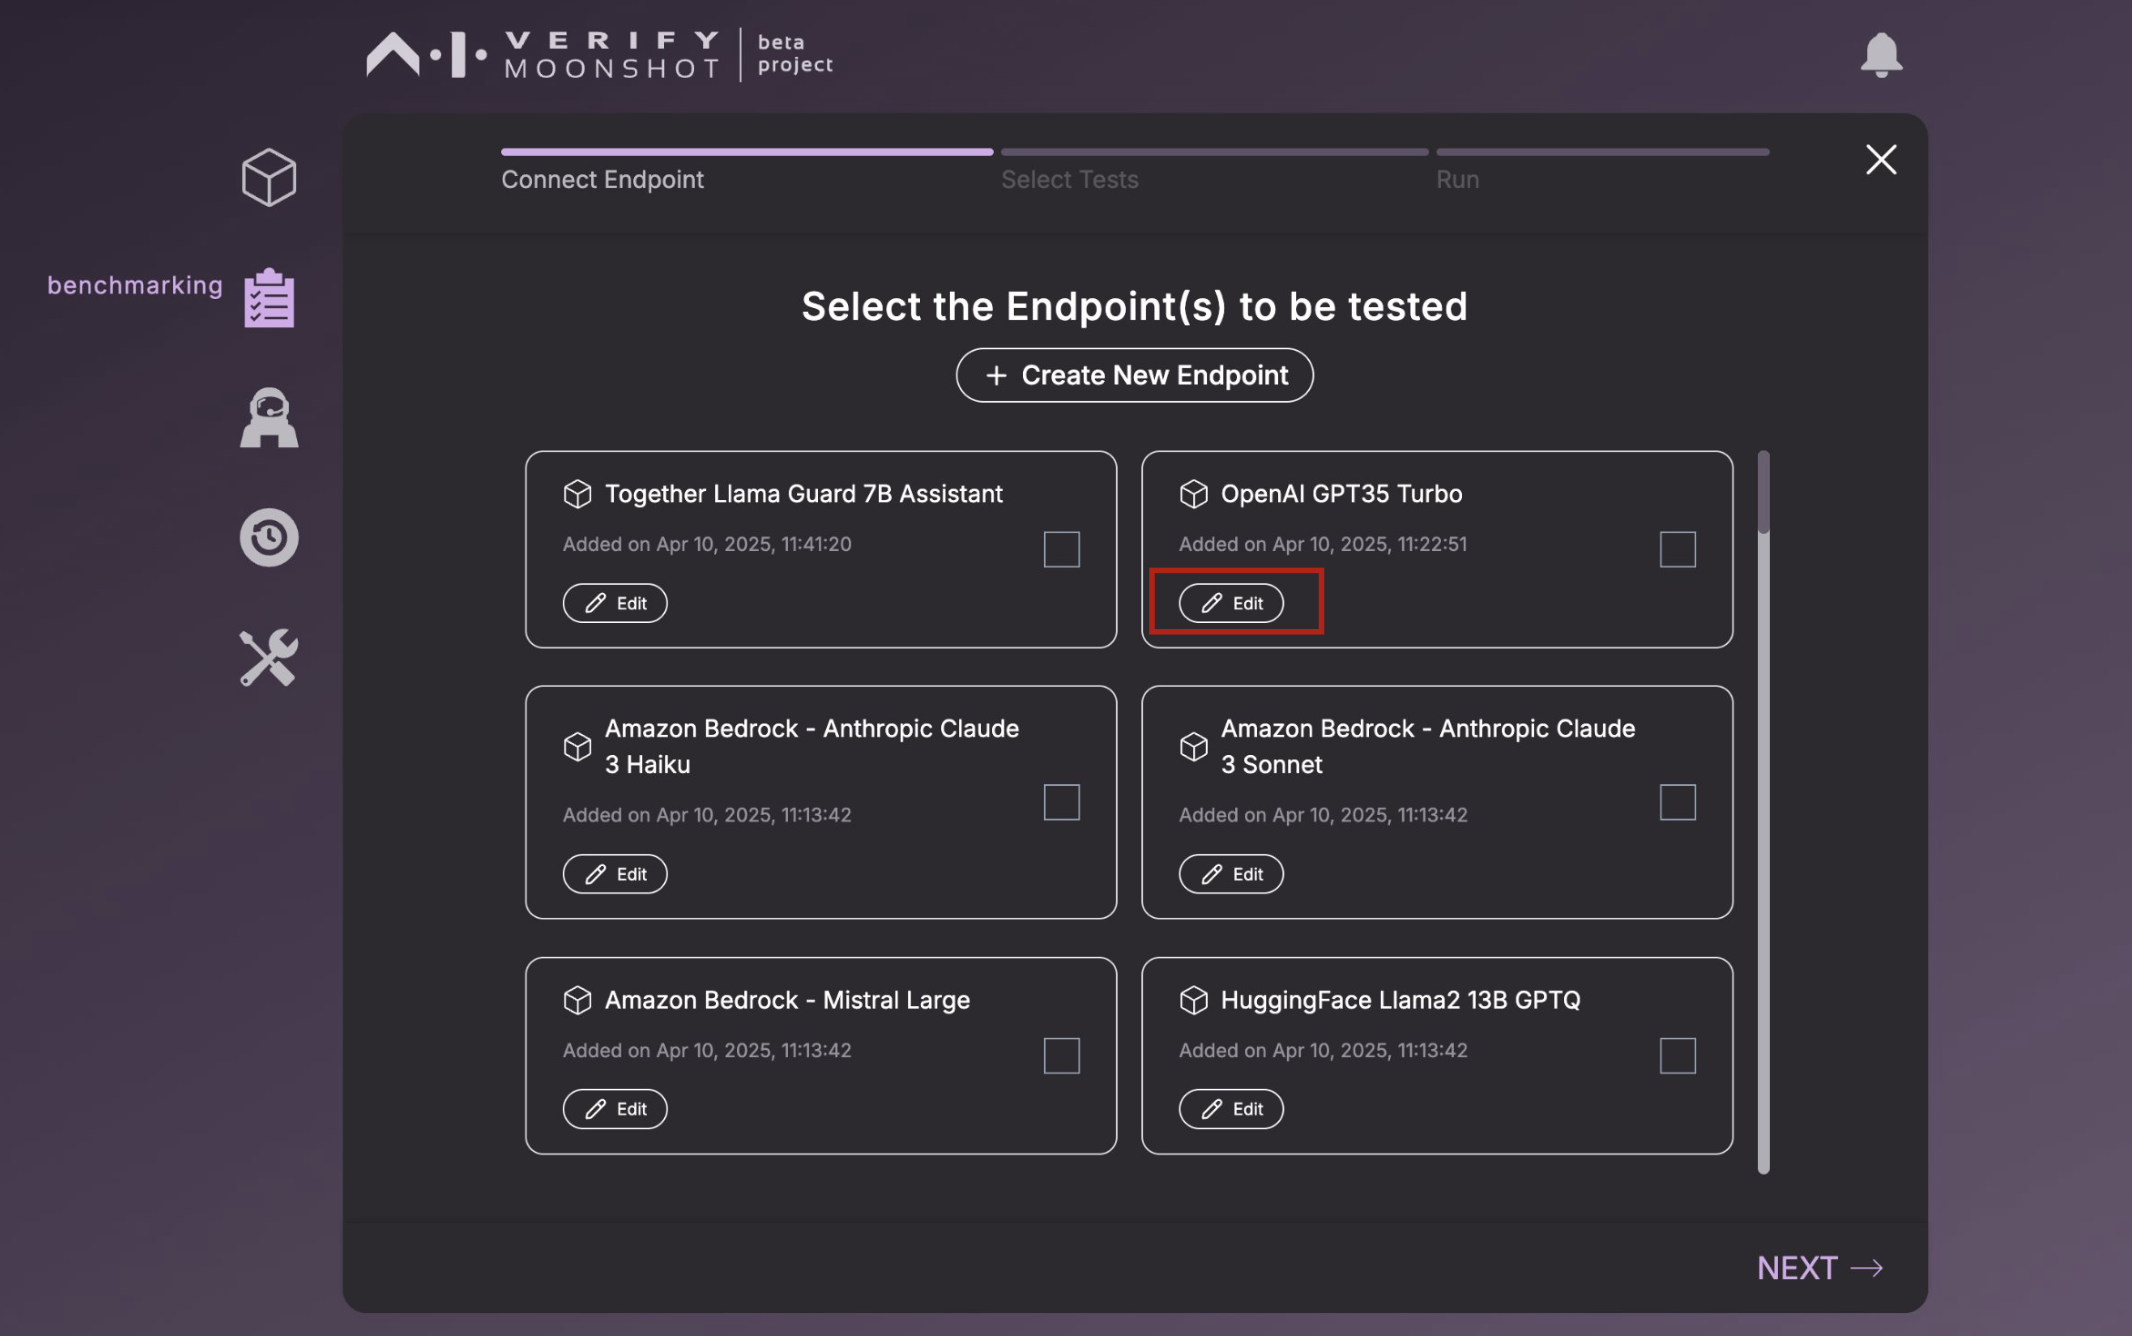 A·I· VERIFY
MOONSHOT
beta
project
Connect Endpoint
Select Tests
Run
benchmarking
Select the Endpoint(s) to be tested
+ Create New Endpoint
Together Llama Guard 7B Assistant
Added on Apr 10, 2025, 11:41:20
Edit
OpenAI GPT35 Turbo
Added on Apr 10, 2025, 11:22:51
Edit
Amazon Bedrock - Anthropic Claude
3 Haiku
Added on Apr 10, 2025, 11:13:42
Edit
Amazon Bedrock - Anthropic Claude
3 Sonnet
Added on Apr 10, 2025, 11:13:42
Edit
Amazon Bedrock - Mistral Large
Added on Apr 10, 2025, 11:13:42
Edit
HuggingFace Llama2 13B GPTQ
Added on Apr 10, 2025, 11:13:42
Edit
NEXT